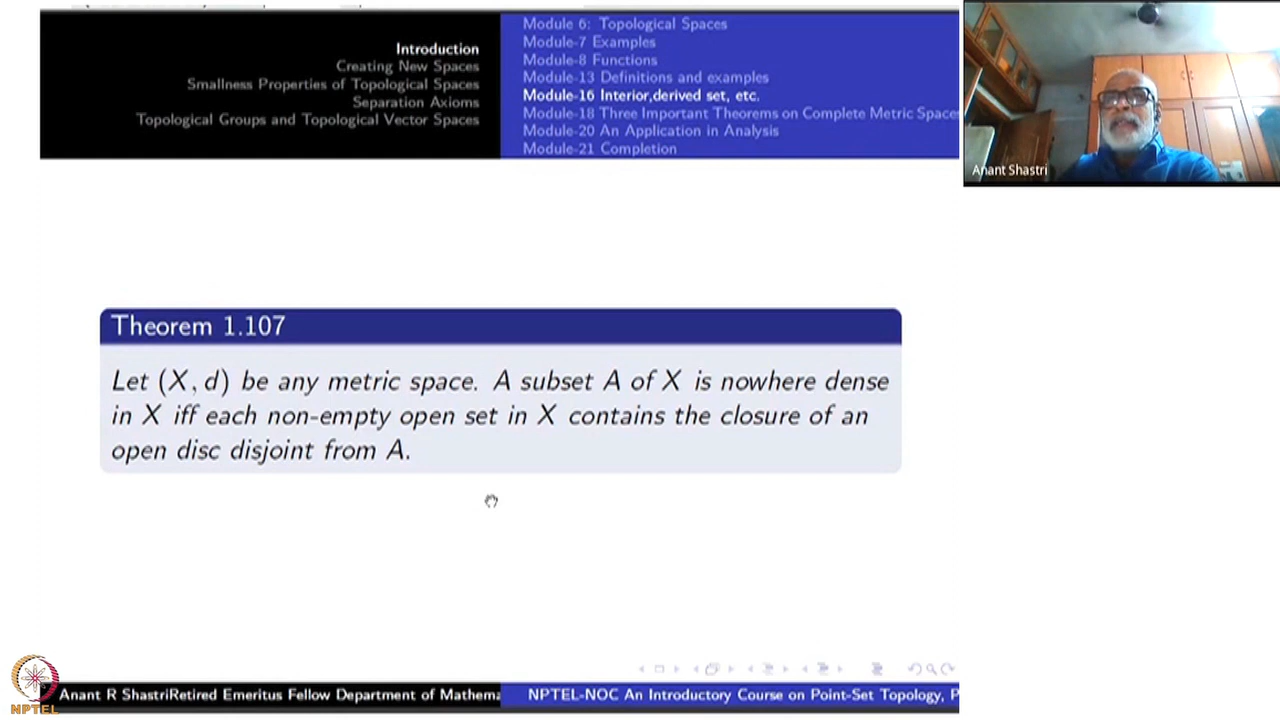 Introduction
Creating New Spaces
Smallness Properties of Topological Spaces
Separation Axioms
Topological Groups and Topological Vector Spaces
Module 6: Topological Spaces
Module-7 Examples
Module-8 Functions
Module-13 Definitions and examples
Module-16 Interior,derived set, etc.
Module-18 Three Important Theorems on Complete Metric Spaces
Module-20 An Application in Analysis
Module-21 Completion
Anant Shastri
Theorem 1.107
Let (X, d) be any metric space. A subset A of X is nowhere dense
in X iff each non-empty open set in X contains the closure of an
open disc disjoint from A.
Anant R ShastriRetired Emeritus Fellow Department of Mathema
NPTEL-NOC An Introductory Course on Point-Set Topology, P
NPTEL